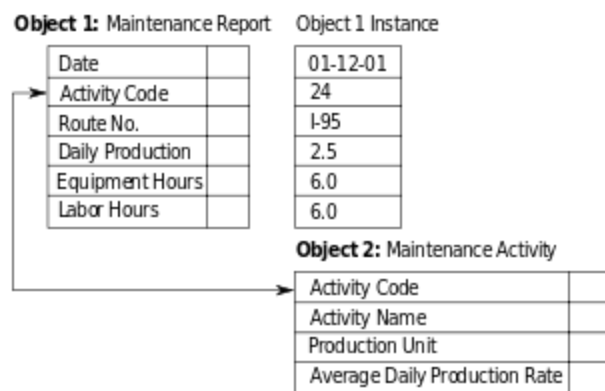 Object 1: Maintenance Report Object 1 Instance
Date 01-12-01
Activity Code 24
Route No. I-95
Daily Production 2.5
Equipment Hours 6.0
Labor Hours 6.0
Object 2: Maintenance Activity
Activity Code
Activity Name
Production Unit
Average Daily Production Rate